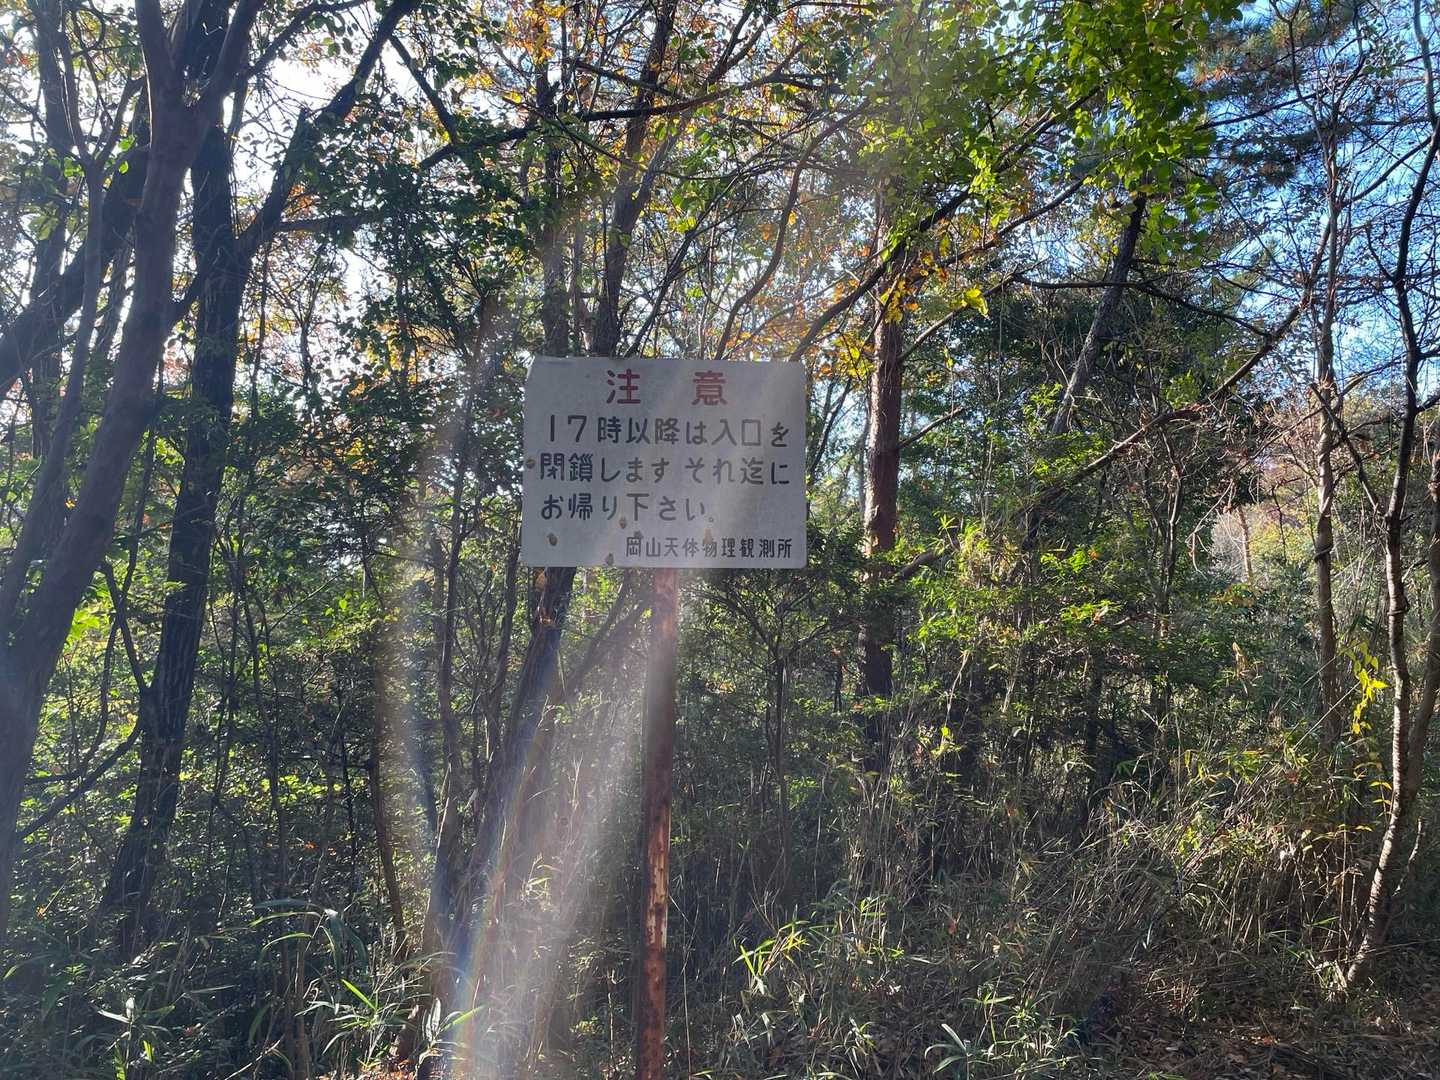 注意
17時以降は入口を
閉鎖します それ迄に
お帰り下さい。
岡山天体物理観測所